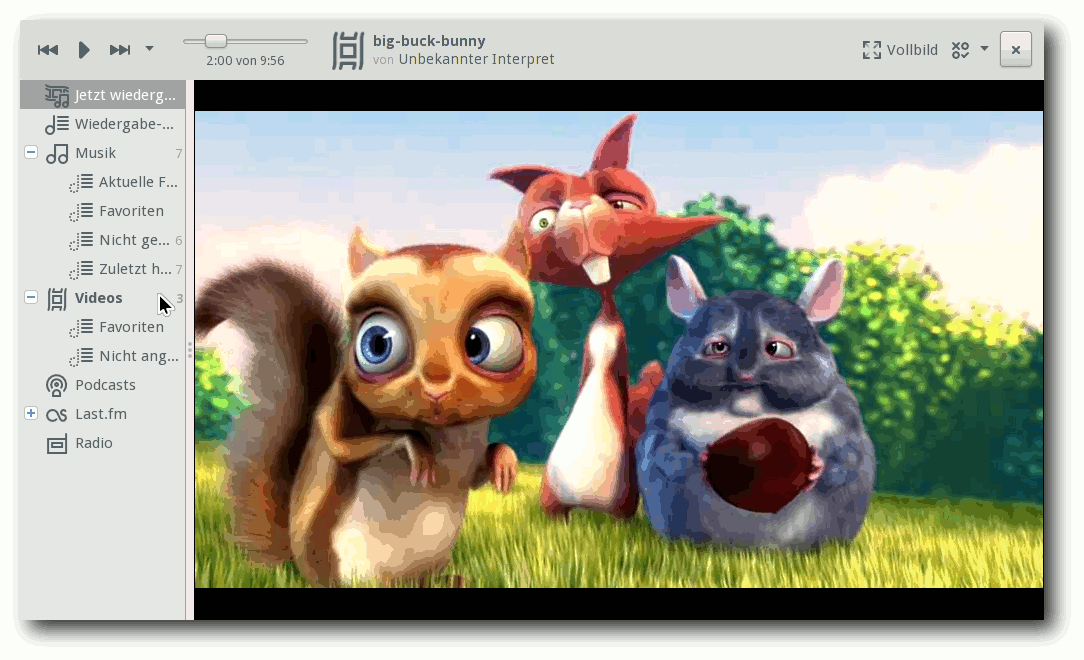 big-buck-bunny
2:00 von 9:56
von Unbekannter Interpret
Vollbild
Jetzt wiederg...
Wiedergabe-...
Musik 7
Aktuelle F...
Favoriten
Nicht ge... 6
Zuletzt h... 7
Videos 3
Favoriten
Nicht ang...
Podcasts
Last.fm
Radio